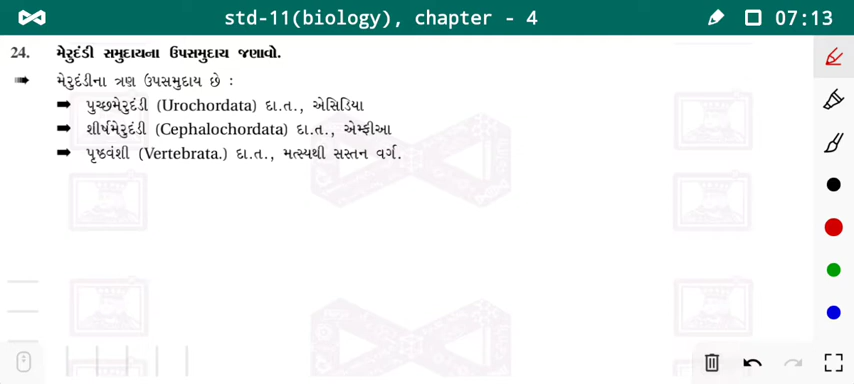 std-11(biology), chapter - 4
07:13
24. મેરુદંડી સમુદાયના ઉપસમુદાય જણાવો.
➠ મેરુદંડીના ત્રણ ઉપસમુદાય છે :
➡ પુચ્છમેરુદંડી (Urochordata) દા.ત., એસિડિયા
➡ શીર્ષમેરુદંડી (Cephalochordata) દા.ત., એમ્ફીઆ
➡ પૃષ્ઠવંશી (Vertebrata.) દા.ત., મત્સ્યથી સસ્તન વર્ગ.